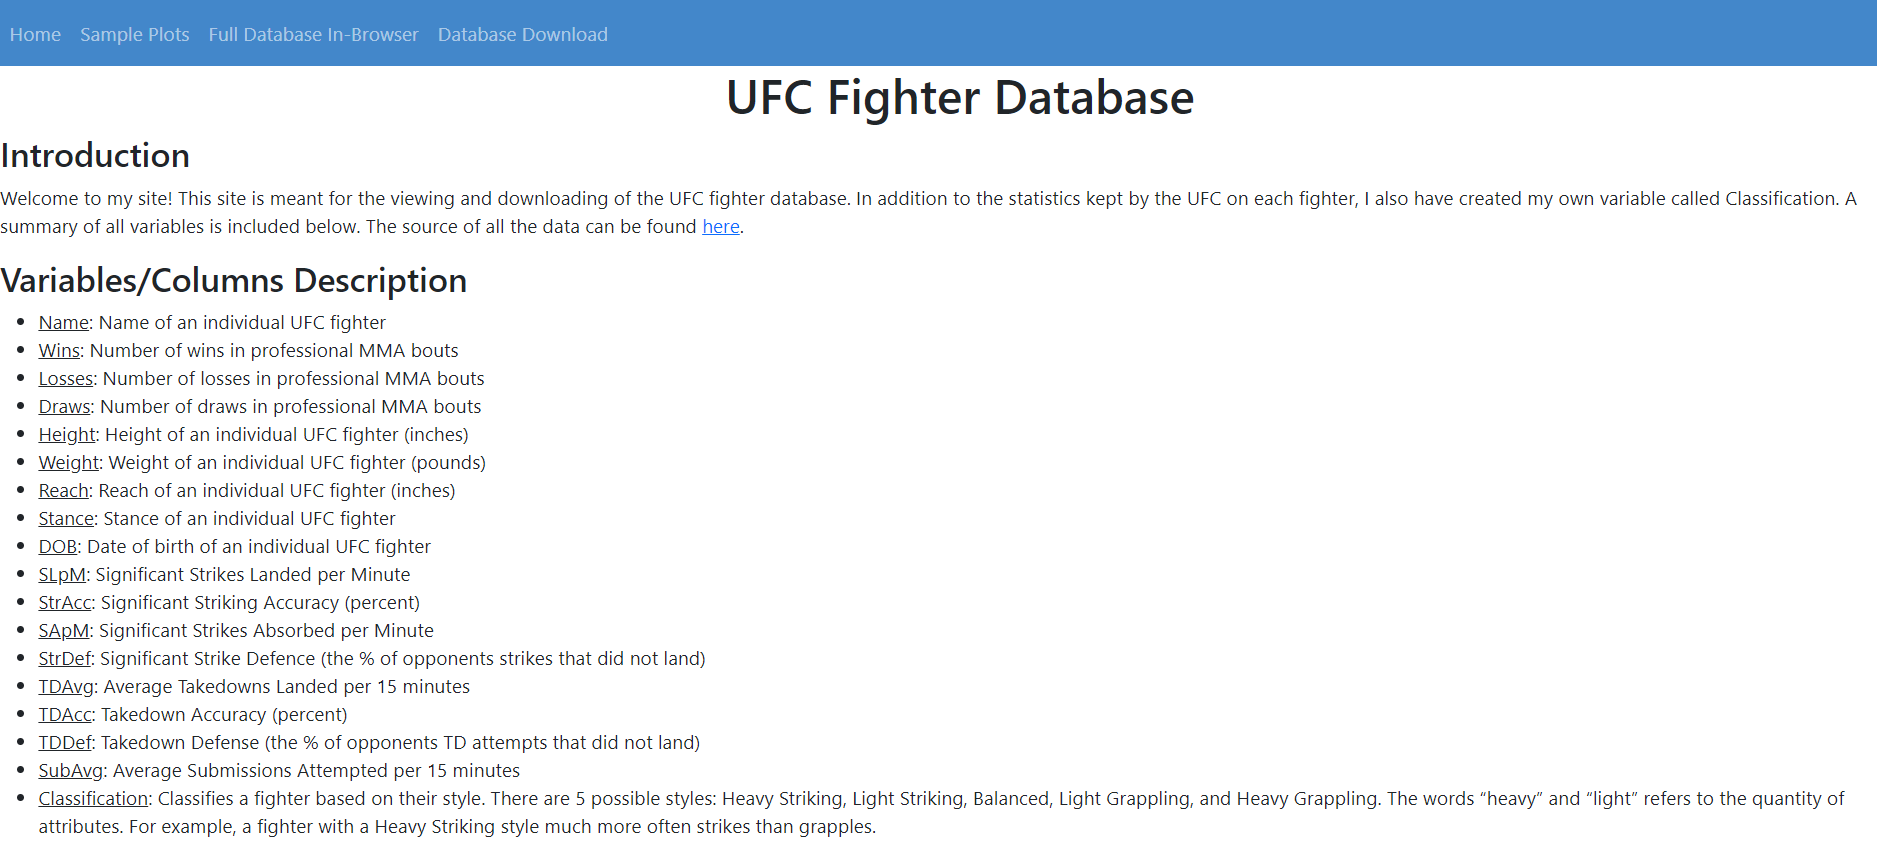 Home Sample Plots Full Database In-Browser Database Download
UFC Fighter Database
Introduction
Welcome to my site! This site is meant for the viewing and downloading of the UFC fighter database. In addition to the statistics kept by the UFC on each fighter, I also have created my own variable called Classification. A
summary of all variables is included below. The source of all the data can be found here.
Variables/Columns Description
• Name: Name of an individual UFC fighter
• Wins: Number of wins in professional MMA bouts
• Losses: Number of losses in professional MMA bouts
• Draws: Number of draws in professional MMA bouts
• Height: Height of an individual UFC fighter (inches)
• Weight: Weight of an individual UFC fighter (pounds)
• Reach: Reach of an individual UFC fighter (inches)
• Stance: Stance of an individual UFC fighter
• DOB: Date of birth of an individual UFC fighter
• SLpM: Significant Strikes Landed per Minute
• StrAcc: Significant Striking Accuracy (percent)
• SApM: Significant Strikes Absorbed per Minute
• StrDef: Significant Strike Defence (the % of opponents strikes that did not land)
• TDAvg: Average Takedowns Landed per 15 minutes
• TDAcc: Takedown Accuracy (percent)
• TDDef: Takedown Defense (the % of opponents TD attempts that did not land)
• SubAvg: Average Submissions Attempted per 15 minutes
• Classification: Classifies a fighter based on their style. There are 5 possible styles: Heavy Striking, Light Striking, Balanced, Light Grappling, and Heavy Grappling. The words “heavy” and “light” refers to the quantity of
attributes. For example, a fighter with a Heavy Striking style much more often strikes than grapples.